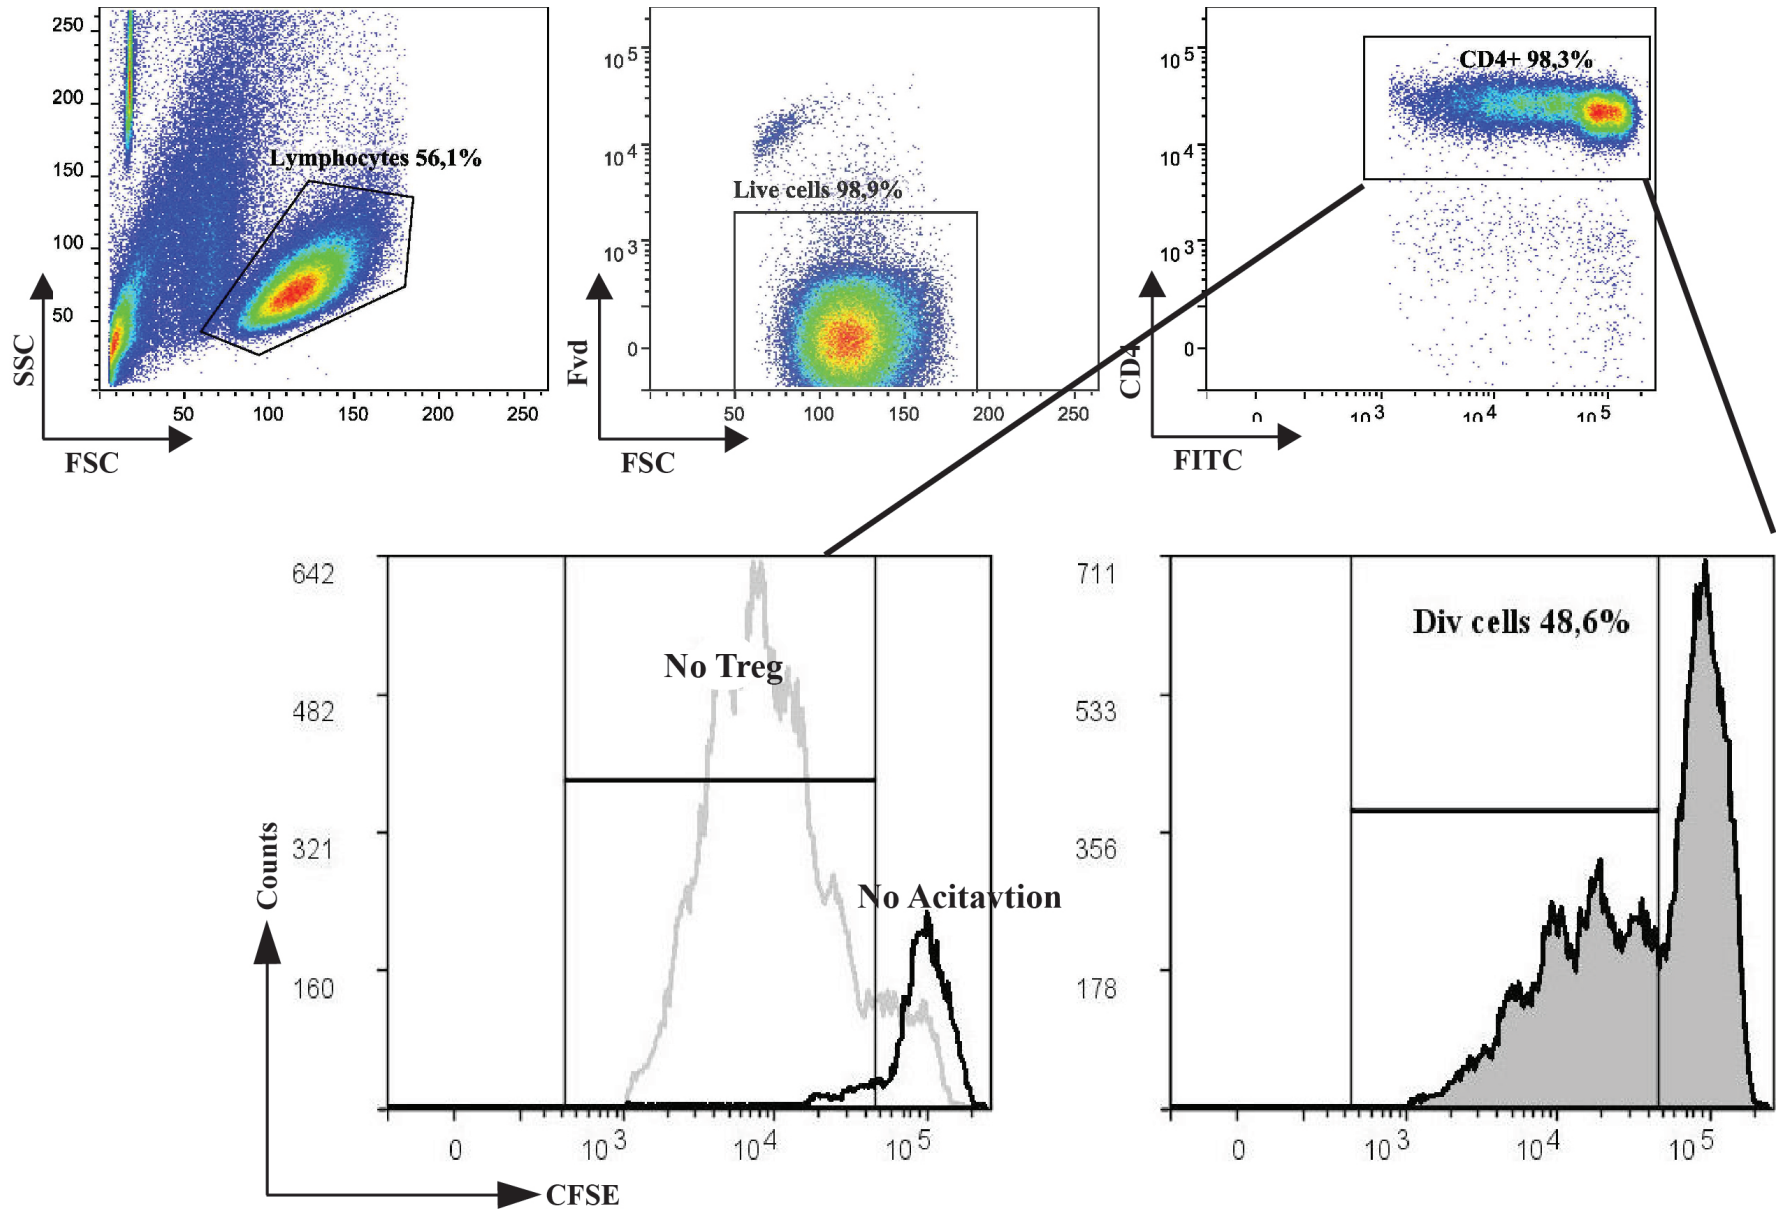 250
200
150
100
50
Lymphocytes 56,1%
SSC
50 100 150 200 250
FSC
10^5
10^4
10^3
0
Live cells 98,9%
Fvd
50 100 150 200 250
FSC
10^5
10^4
10^3
0
CD4+ 98,3%
CD4
0 10^3 10^4 10^5
FITC
642
482
321
160
No Treg
No Acitavtion
Counts
0 10^3 10^4 10^5
CFSE
711
533
356
178
Div cells 48,6%
0 10^3 10^4 10^5